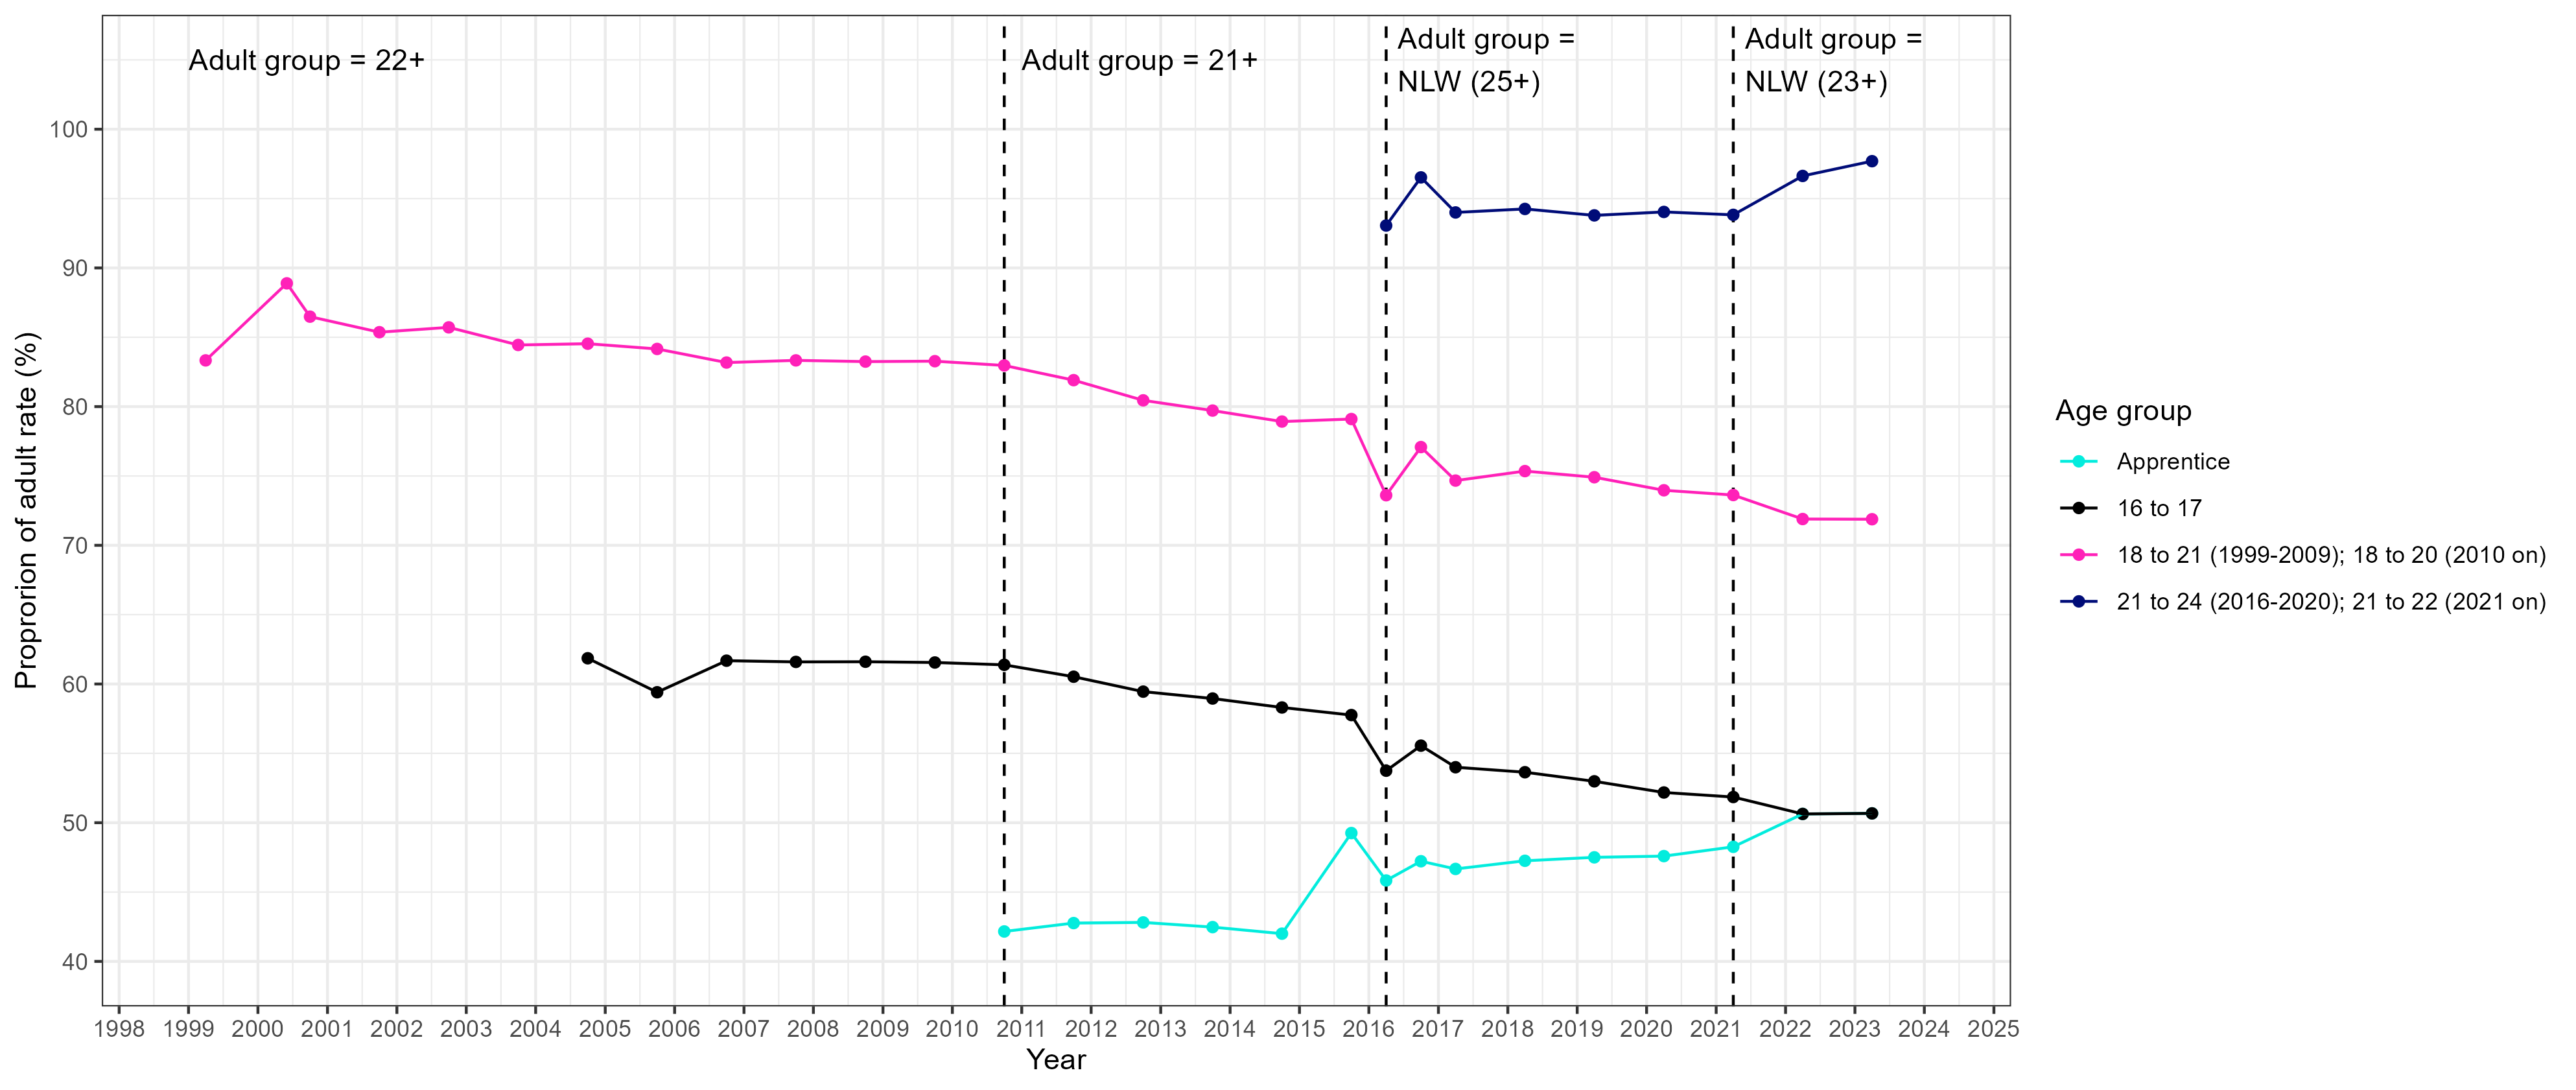 Adult group = 22+
Adult group = 21+
Adult group =
NLW (25+)
Adult group =
NLW (23+)
Proprorion of adult rate (%)
100
90
80
70
60
50
40
1998 1999 2000 2001 2002 2003 2004 2005 2006 2007 2008 2009 2010 2011 2012 2013 2014 2015 2016 2017 2018 2019 2020 2021 2022 2023 2024 2025
Year
Age group
Apprentice
16 to 17
18 to 21 (1999-2009); 18 to 20 (2010 on)
21 to 24 (2016-2020); 21 to 22 (2021 on)